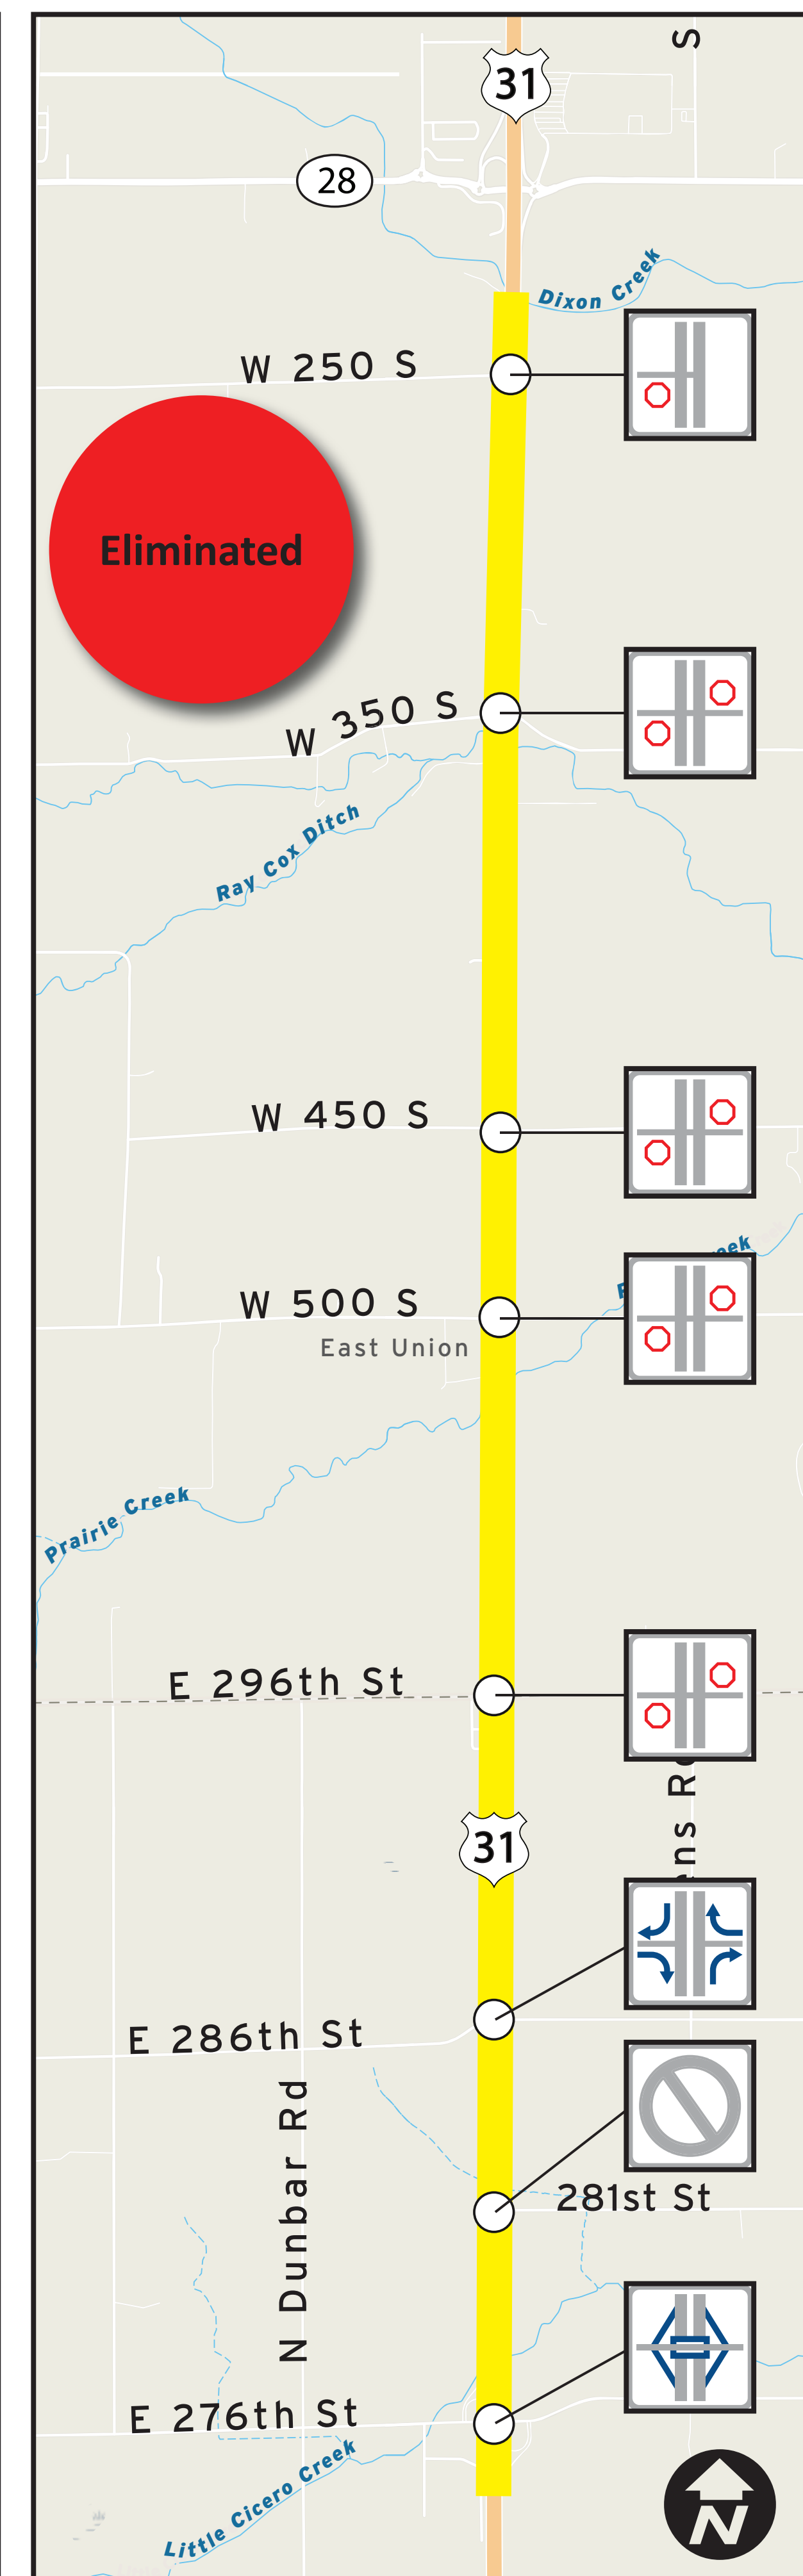 S
31
28
Dixon Creek
W 250 S
Eliminated
W 350 S
Ray Cox Ditch
W 450 S
W 500 S
East Union
Prairie Creek
E 296th St
31
E 286th St
N Dunbar Rd
281st St
E 276th St
Little Cicero Creek
N